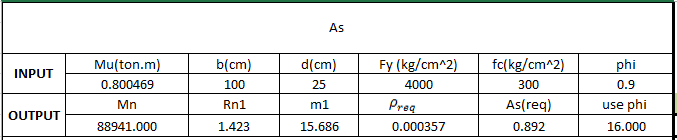 As
INPUT Mu(ton.m) b(cm) d(cm) Fy (kg/cm^2) fc(kg/cm^2) phi
0.800469 100 25 4000 300 0.9
OUTPUT Mn Rn1 m1 ρreq As(req) use phi
88941.000 1.423 15.686 0.000357 0.892 16.000